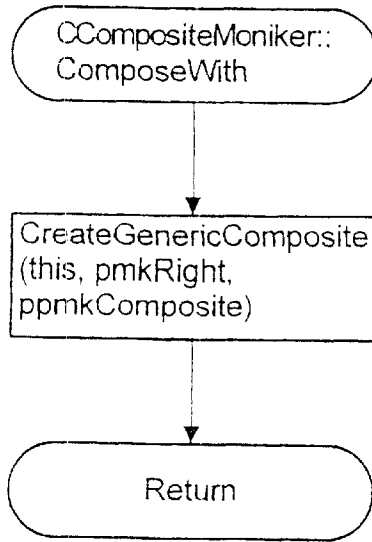 CCompositeMoniker::
ComposeWith
CreateGenericComposite
(this, pmkRight,
ppmkComposite)
Return